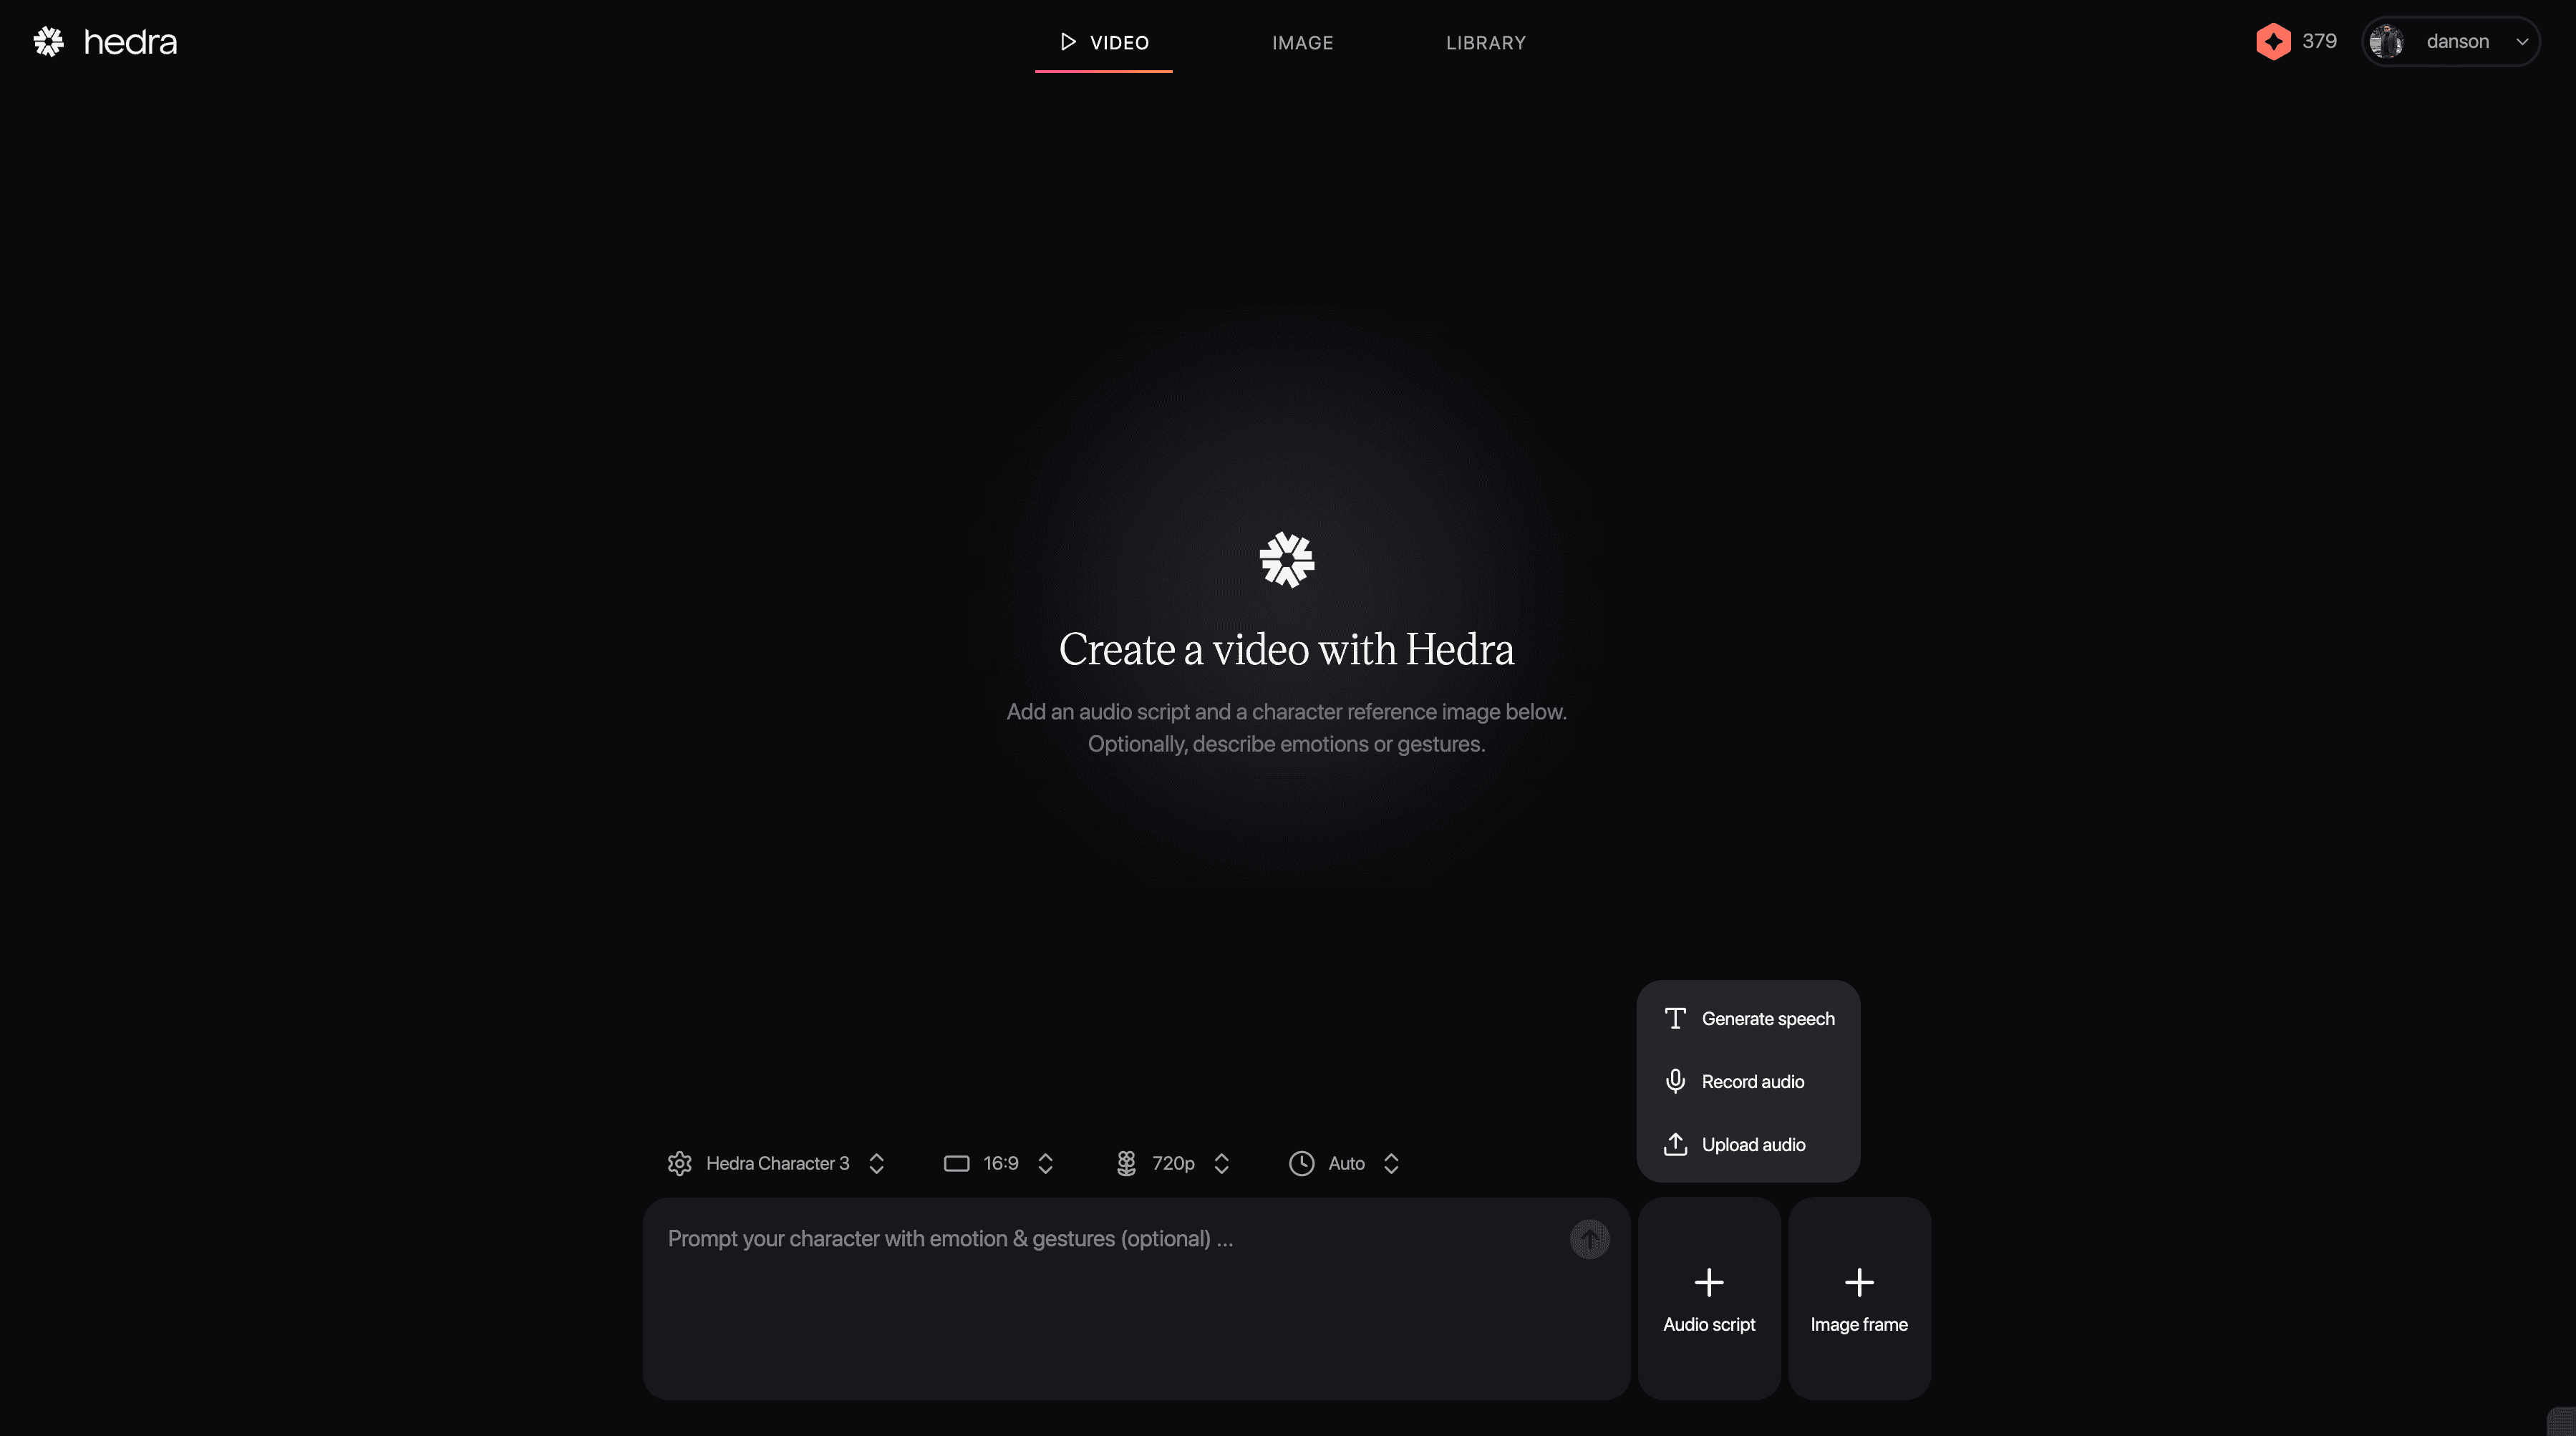 hedra
VIDEO
IMAGE
LIBRARY
379
danson
Create a video with Hedra
Add an audio script and a character reference image below.
Optionally, describe emotions or gestures.
Generate speech
Record audio
Upload audio
Hedra Character 3
16:9
720p
Auto
Prompt your character with emotion & gestures (optional) ...
Audio script
Image frame